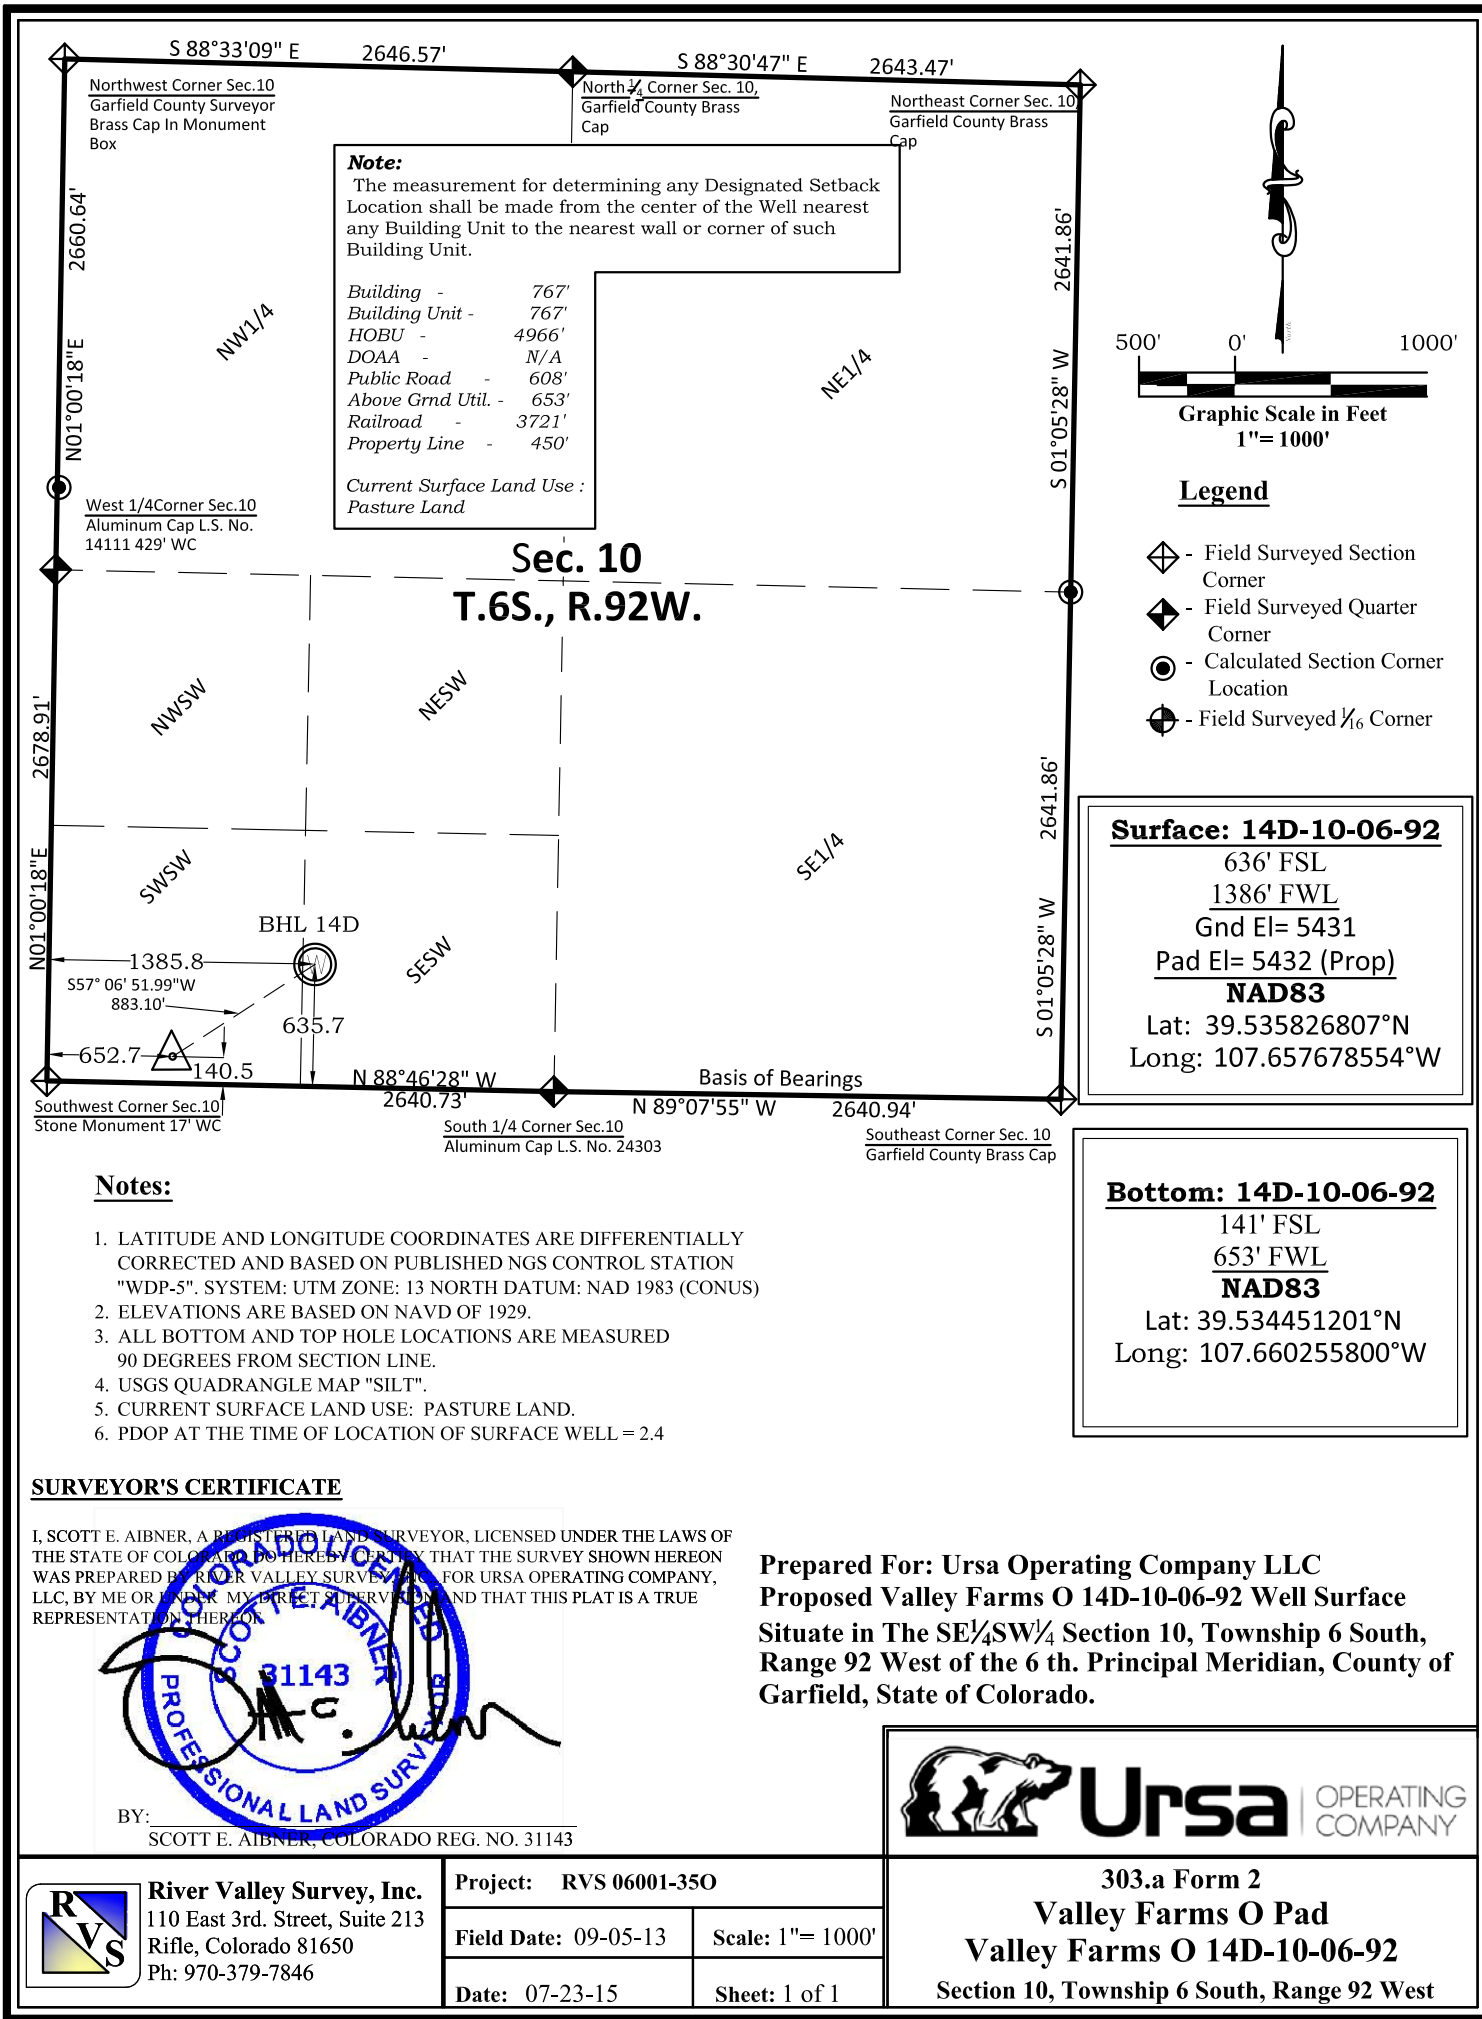 S 88°33'09" E 2646.57'
S 88°30'47" E 2643.47'
Northwest Corner Sec.10
Garfield County Surveyor
Brass Cap In Monument
Box
North 1/4 Corner Sec. 10,
Garfield County Brass
Cap
Northeast Corner Sec. 10
Garfield County Brass
Cap
Note:
The measurement for determining any Designated Setback
Location shall be made from the center of the Well nearest
any Building Unit to the nearest wall or corner of such
Building Unit.
Building - 767'
Building Unit - 767'
HOBU - 4966'
DOAA - N/A
Public Road - 608'
Above Grnd Util. - 653'
Railroad - 3721'
Property Line - 450'
Current Surface Land Use :
Pasture Land
N01°00'18"E 2660.64'
S 01°05'28" W 2641.86'
NW1/4
NE1/4
West 1/4Corner Sec.10
Aluminum Cap L.S. No.
14111 429' WC
Sec. 10
T.6S., R.92W.
North
500' 0' 1000'
Graphic Scale in Feet
1"= 1000'
Legend
- Field Surveyed Section
Corner
- Field Surveyed Quarter
Corner
- Calculated Section Corner
Location
- Field Surveyed 1/16 Corner
N01°00'18"E 2678.91'
S 01°05'28" W 2641.86'
NWSW
NESW
SWSW
SESW
SE1/4
BHL 14D
W
1385.8
S57° 06' 51.99"W
883.10'
635.7
652.7
140.5
N 88°46'28" W
2640.73'
Basis of Bearings
N 89°07'55" W 2640.94'
Southwest Corner Sec.10
Stone Monument 17' WC
South 1/4 Corner Sec.10
Aluminum Cap L.S. No. 24303
Southeast Corner Sec. 10
Garfield County Brass Cap
Surface: 14D-10-06-92
636' FSL
1386' FWL
Gnd El= 5431
Pad El= 5432 (Prop)
NAD83
Lat: 39.535826807°N
Long: 107.657678554°W
Bottom: 14D-10-06-92
141' FSL
653' FWL
NAD83
Lat: 39.534451201°N
Long: 107.660255800°W
Notes:
1. LATITUDE AND LONGITUDE COORDINATES ARE DIFFERENTIALLY
CORRECTED AND BASED ON PUBLISHED NGS CONTROL STATION
"WDP-5". SYSTEM: UTM ZONE: 13 NORTH DATUM: NAD 1983 (CONUS)
2. ELEVATIONS ARE BASED ON NAVD OF 1929.
3. ALL BOTTOM AND TOP HOLE LOCATIONS ARE MEASURED
90 DEGREES FROM SECTION LINE.
4. USGS QUADRANGLE MAP "SILT".
5. CURRENT SURFACE LAND USE: PASTURE LAND.
6. PDOP AT THE TIME OF LOCATION OF SURFACE WELL = 2.4
SURVEYOR'S CERTIFICATE
I, SCOTT E. AIBNER, A REGISTERED LAND SURVEYOR, LICENSED UNDER THE LAWS OF
THE STATE OF COLORADO DO HEREBY CERTIFY THAT THE SURVEY SHOWN HEREON
WAS PREPARED BY RIVER VALLEY SURVEY, FOR URSA OPERATING COMPANY,
LLC, BY ME OR UNDER MY DIRECT SUPERVISION AND THAT THIS PLAT IS A TRUE
REPRESENTATION THEREOF.
COLORADO LICENSED
SCOTT E. AIBNER
31143
PROFESSIONAL LAND SURVEYOR
BY:
SCOTT E. AIBNER, COLORADO REG. NO. 31143
Prepared For: Ursa Operating Company LLC
Proposed Valley Farms O 14D-10-06-92 Well Surface
Situate in The SE1/4SW1/4 Section 10, Township 6 South,
Range 92 West of the 6 th. Principal Meridian, County of
Garfield, State of Colorado.
Ursa
OPERATING
COMPANY
RVS
River Valley Survey, Inc.
110 East 3rd. Street, Suite 213
Rifle, Colorado 81650
Ph: 970-379-7846
Project: RVS 06001-35O
Field Date: 09-05-13
Scale: 1"= 1000'
Date: 07-23-15
Sheet: 1 of 1
303.a Form 2
Valley Farms O Pad
Valley Farms O 14D-10-06-92
Section 10, Township 6 South, Range 92 West